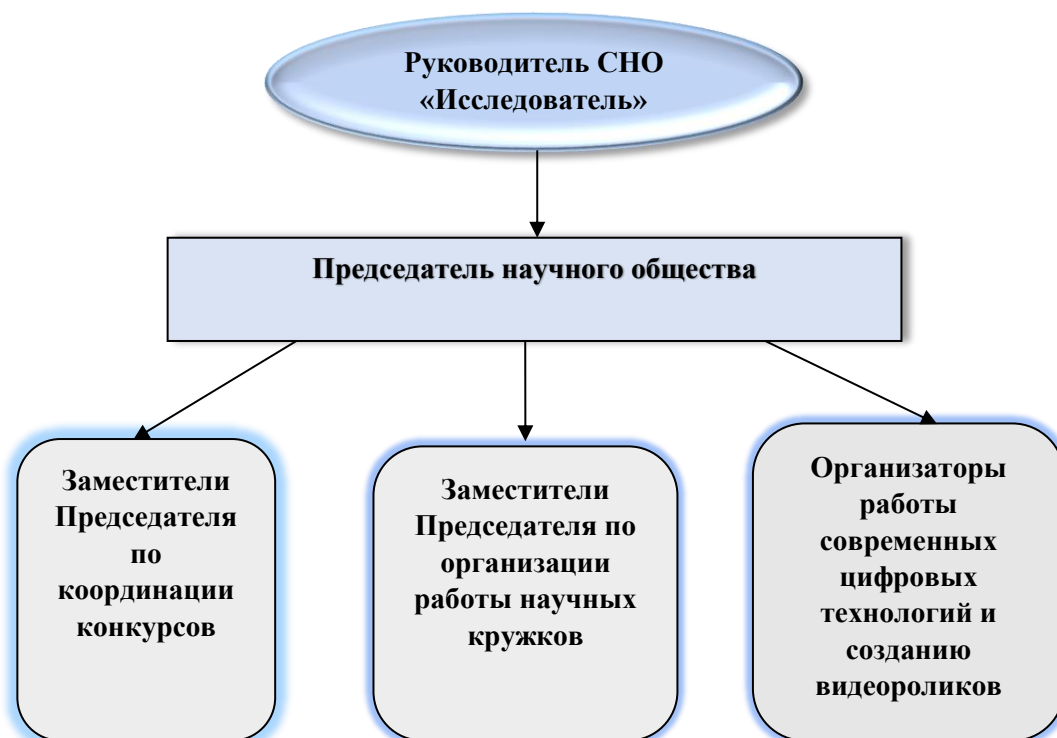 Руководитель СНО
«Исследователь»
Председатель научного общества
Заместители
Председателя
по
координации
конкурсов
Заместители
Председателя по
организации
работы научных
кружков
Организаторы
работы
современных
цифровых
технологий и
созданию
видеороликов